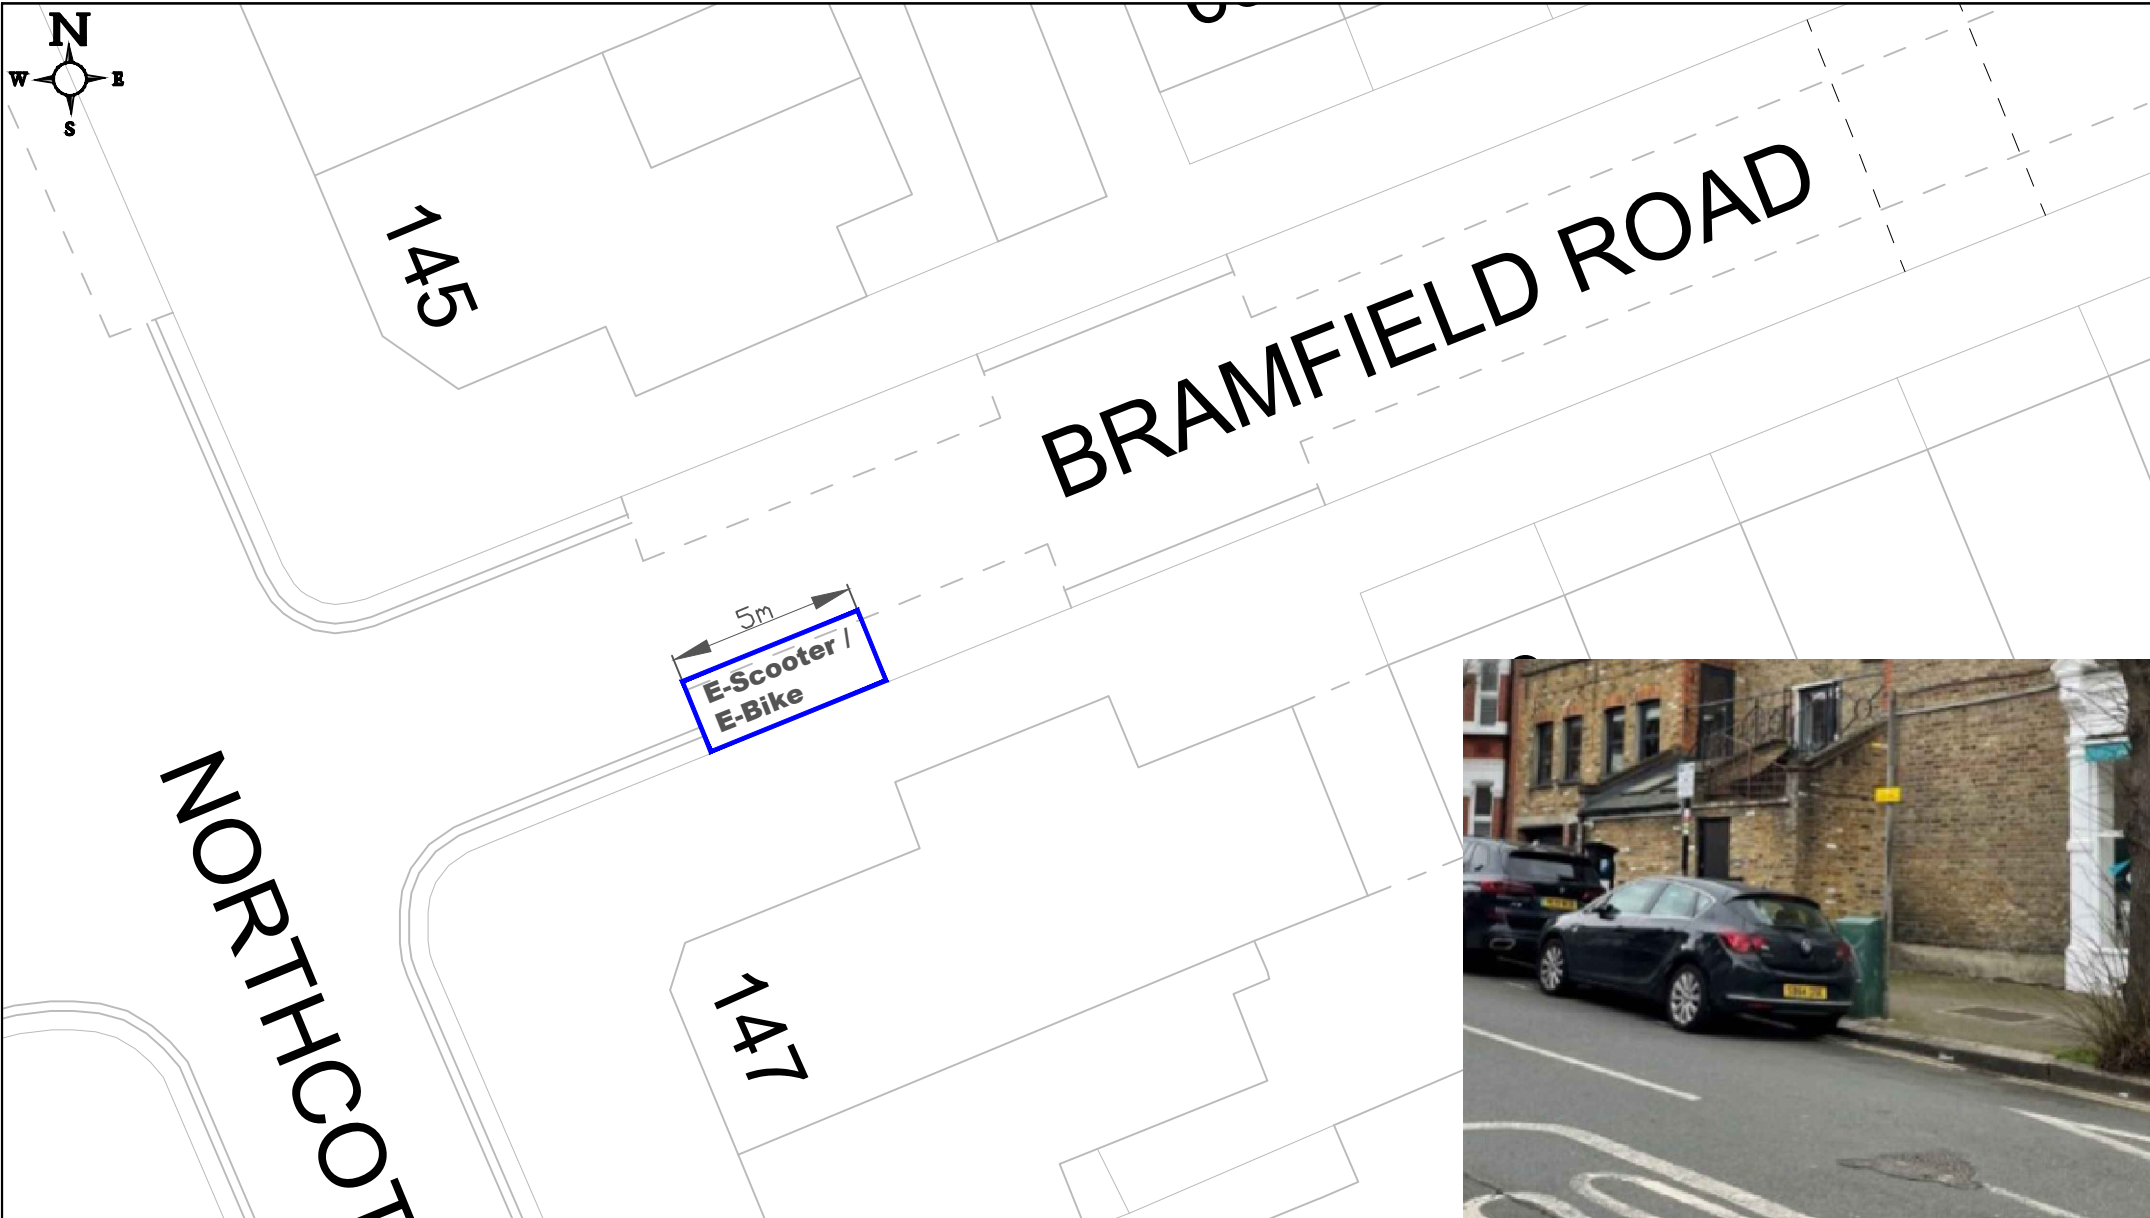 N
W E
S
145
BRAMFIELD ROAD
5m
E-Scooter /
E-Bike
NORTHCOT
147